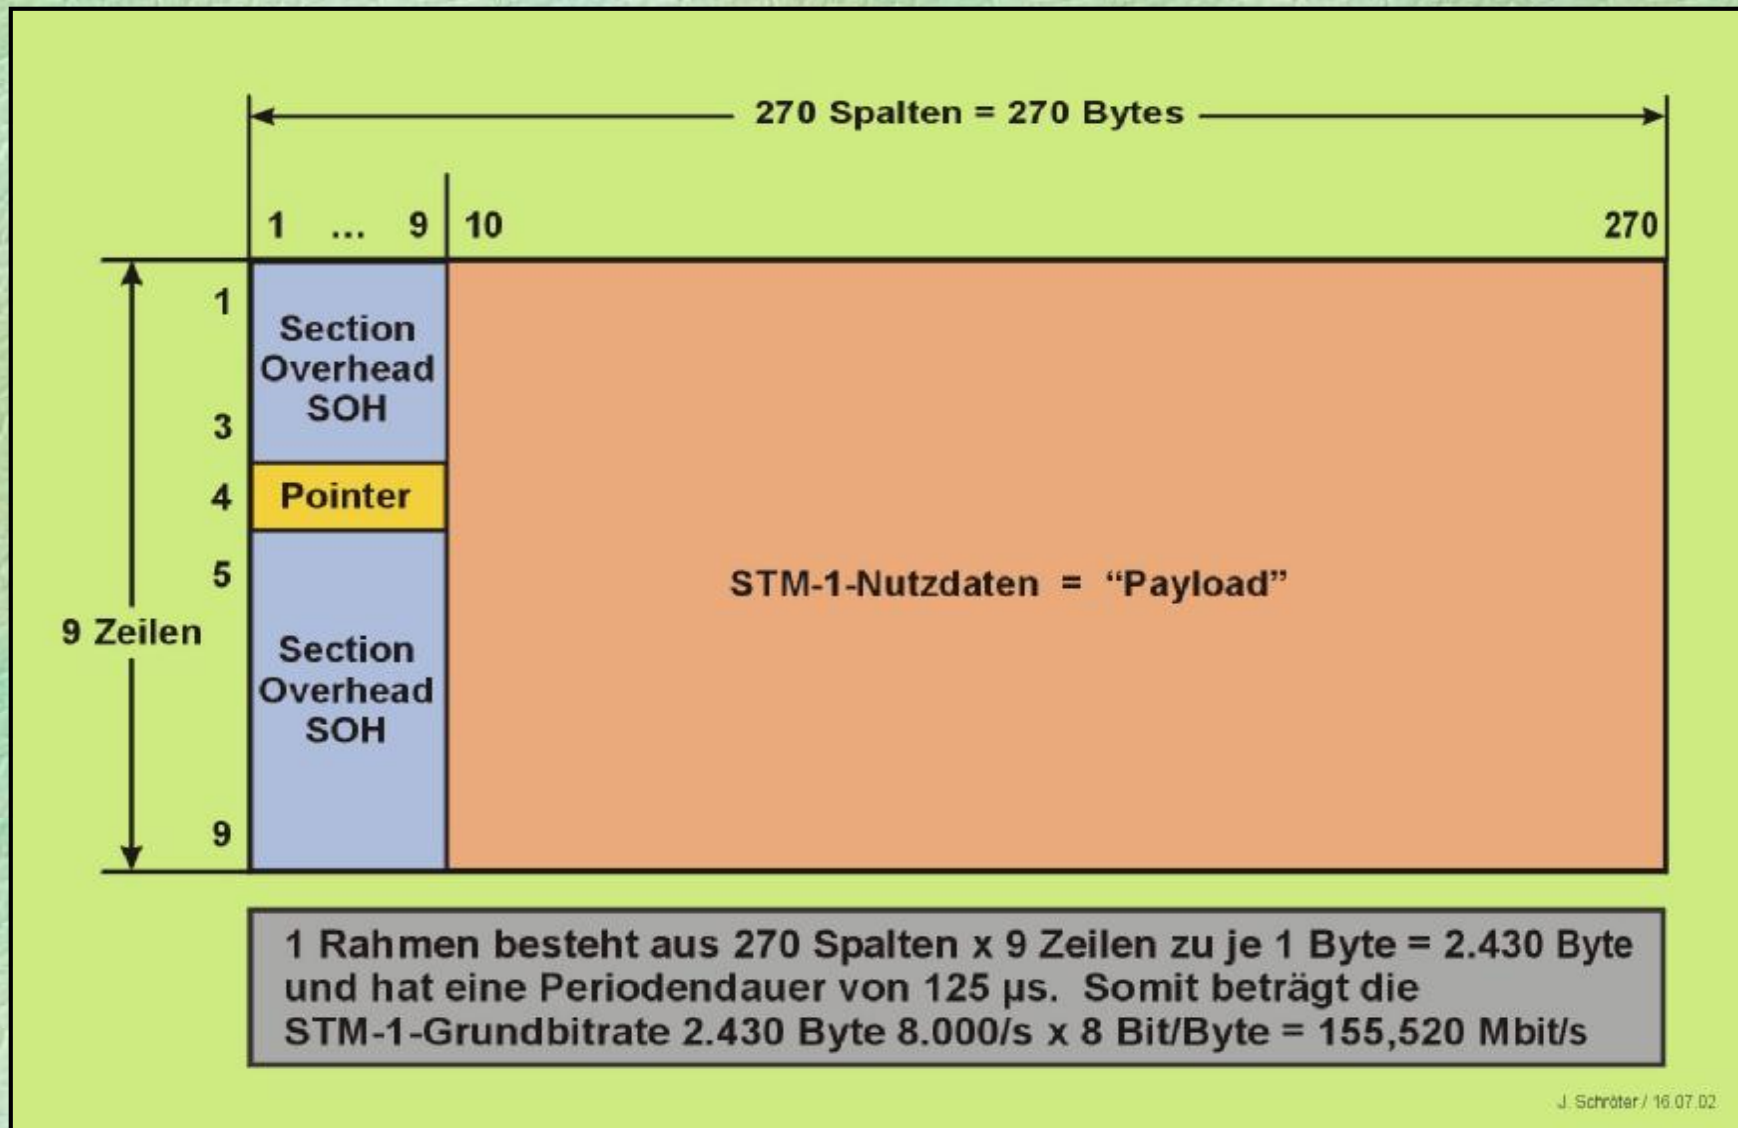 270 Spalten = 270 Bytes
1 ... 9 10 270
1
Section
Overhead
SOH
3
4 Pointer
5
STM-1-Nutzdaten = “Payload”
9 Zeilen
Section
Overhead
SOH
9
1 Rahmen besteht aus 270 Spalten x 9 Zeilen zu je 1 Byte = 2.430 Byte
und hat eine Periodendauer von 125 µs. Somit beträgt die
STM-1-Grundbitrate 2.430 Byte 8.000/s x 8 Bit/Byte = 155,520 Mbit/s
J. Schröter / 16.07.02